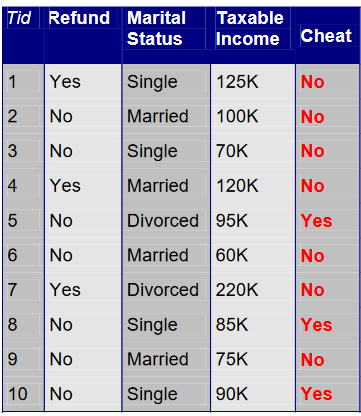 Tid Refund Marital Status Taxable Income Cheat
1 Yes Single 125K No
2 No Married 100K No
3 No Single 70K No
4 Yes Married 120K No
5 No Divorced 95K Yes
6 No Married 60K No
7 Yes Divorced 220K No
8 No Single 85K Yes
9 No Married 75K No
10 No Single 90K Yes